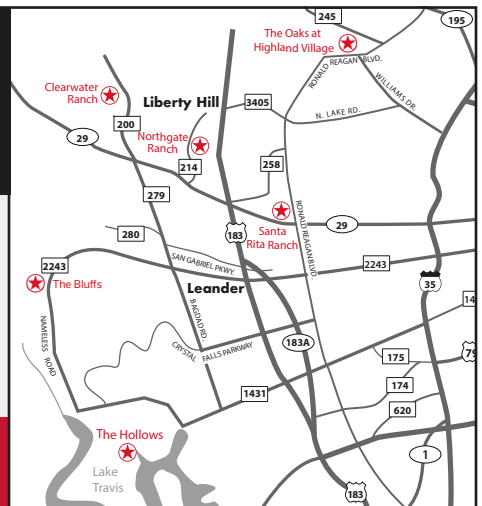 245
195
The Oaks at
Highland Village
RONALD REAGAN BLVD.
WILLIAMS DR.
Clearwater
Ranch
Liberty Hill
3405
N. LAKE RD.
200
29
Northgate
Ranch
214
258
279
Santa
Rita Ranch
RONALD REAGAN BLVD.
29
280
183
SAN GABRIEL PKWY.
2243
2243
The Bluffs
Leander
35
14
NAMELESS
ROAD
BAGDAD RD.
CRYSTAL FALLS PARKWAY
183A
175
79
174
1431
620
The Hollows
Lake
Travis
1
183